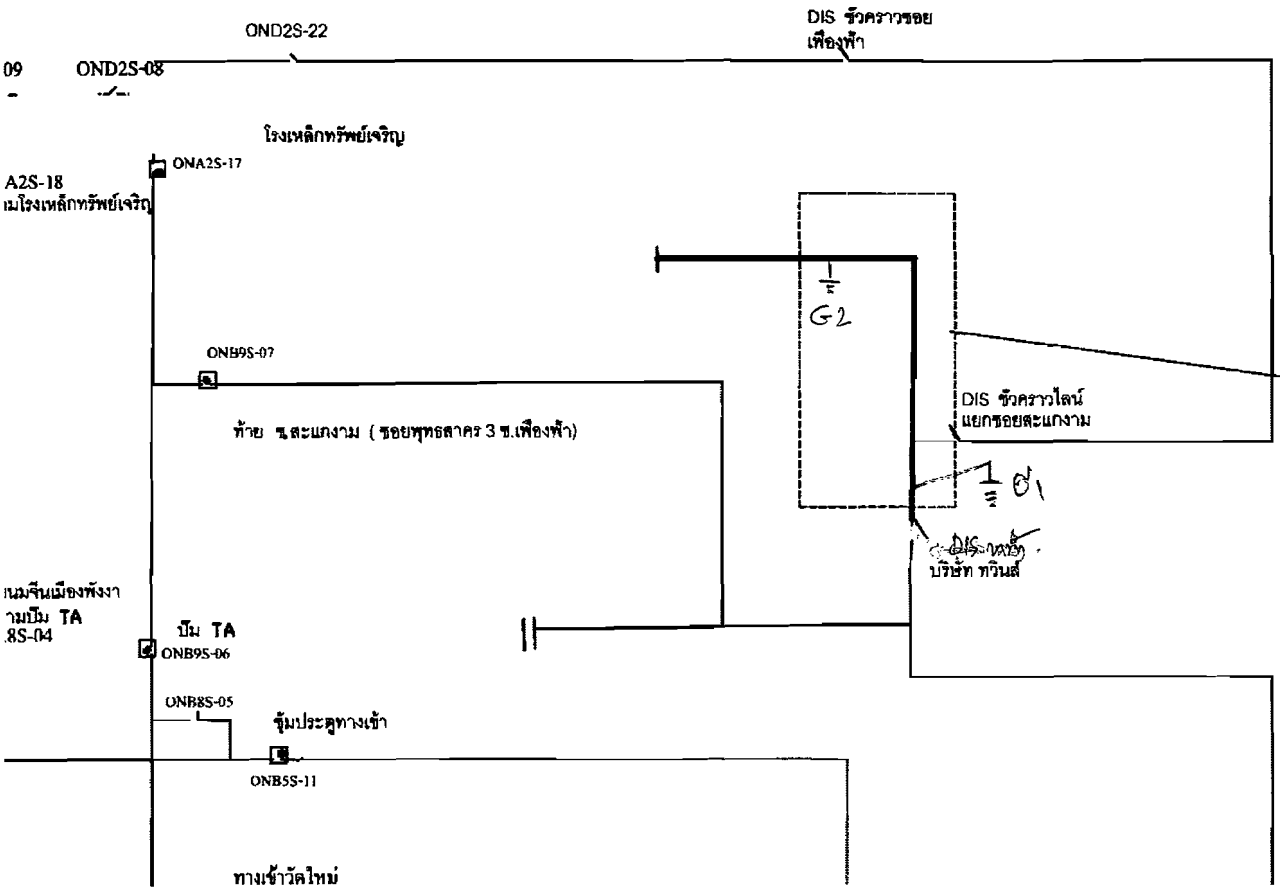 OND2S-22
DIS ชั่วคราวซอย
เฟื่องฟ้า
09
OND2S-08
โรงเหล็กทรัพย์เจริญ
ONA2S-17
A2S-18
ามโรงเหล็กทรัพย์เจริญ
G2
ONB9S-07
ท้าย ซ.สะแกงาม ( ซอยพุทธสาคร 3 ซ.เฟื่องฟ้า)
DIS ชั่วคราวไลน์
แยกซอยสะแกงาม
DIS
บริษัท ทวินส์
ขนมจีนเมืองพังงา
ามปั๊ม TA
8S-04
ปั๊ม TA
ONB9S-06
ONB8S-05
ซุ้มประตูทางเข้า
ONB5S-11
ทางเข้าวัดใหม่